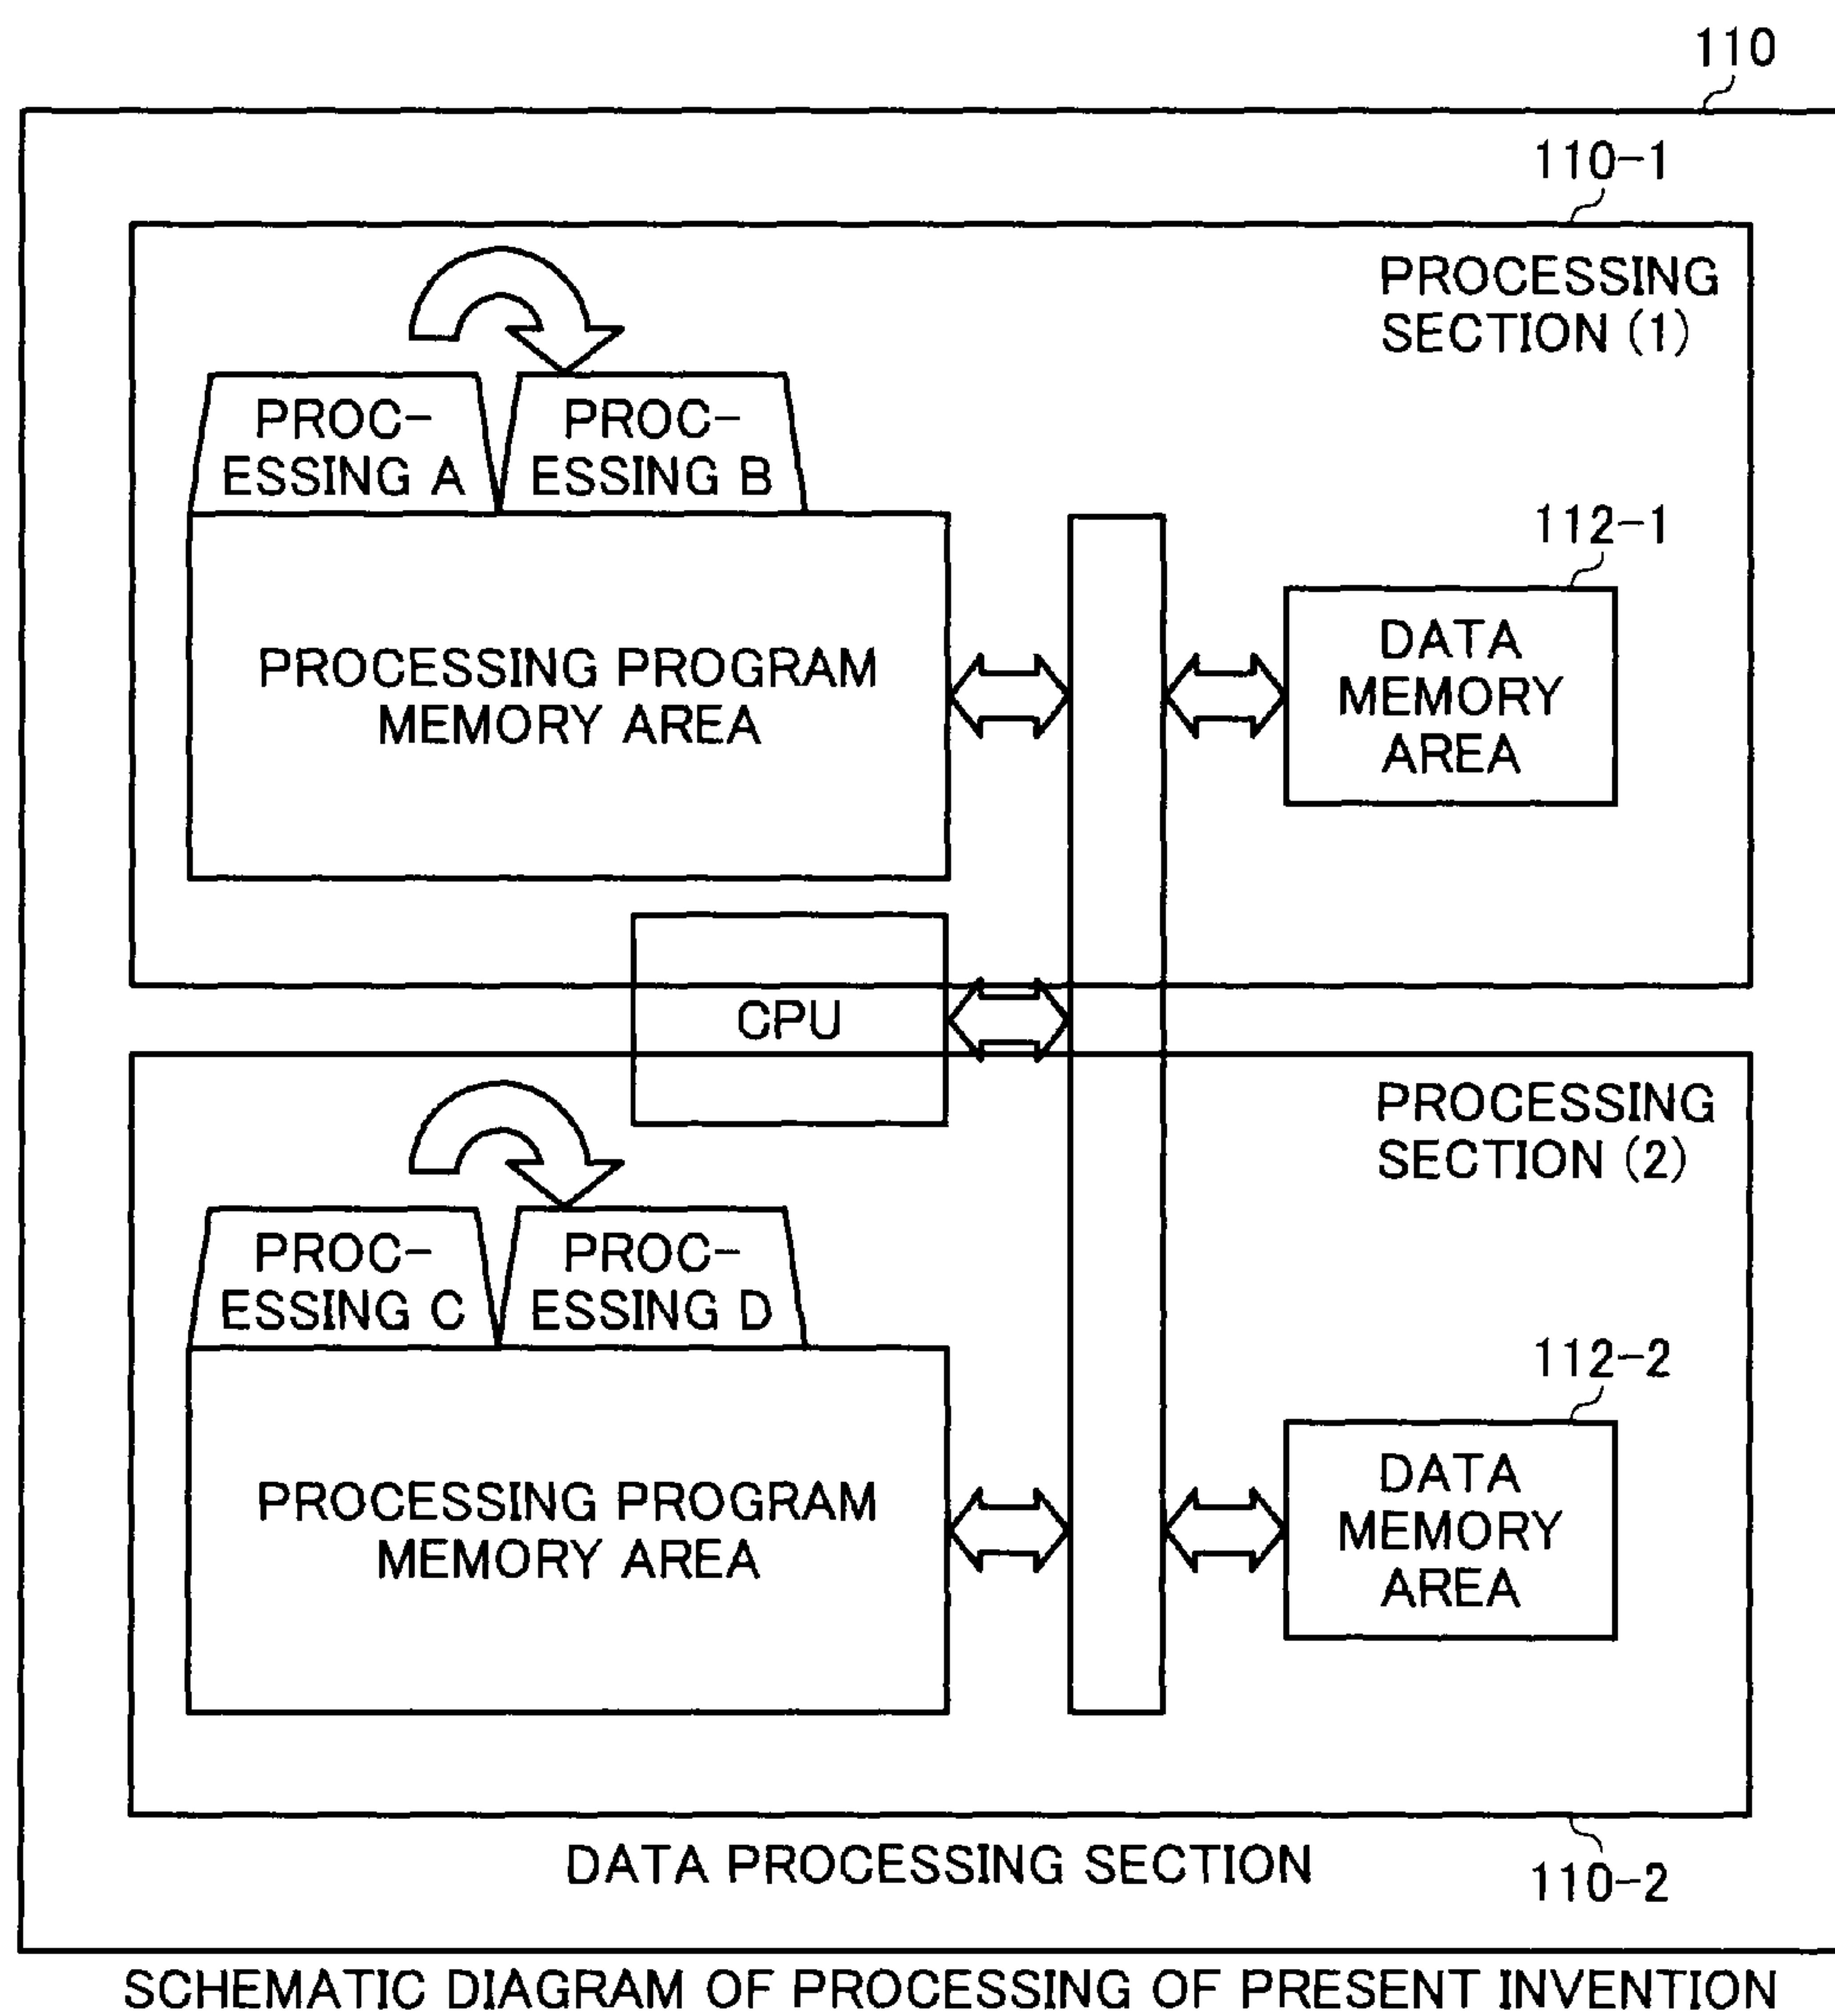 110
110-1
PROCESSING
SECTION (1)
PROC-
ESSING A
PROC-
ESSING B
112-1
PROCESSING PROGRAM
MEMORY AREA
DATA
MEMORY
AREA
CPU
PROCESSING
SECTION (2)
PROC-
ESSING C
PROC-
ESSING D
112-2
PROCESSING PROGRAM
MEMORY AREA
DATA
MEMORY
AREA
DATA PROCESSING SECTION
110-2
SCHEMATIC DIAGRAM OF PROCESSING OF PRESENT INVENTION